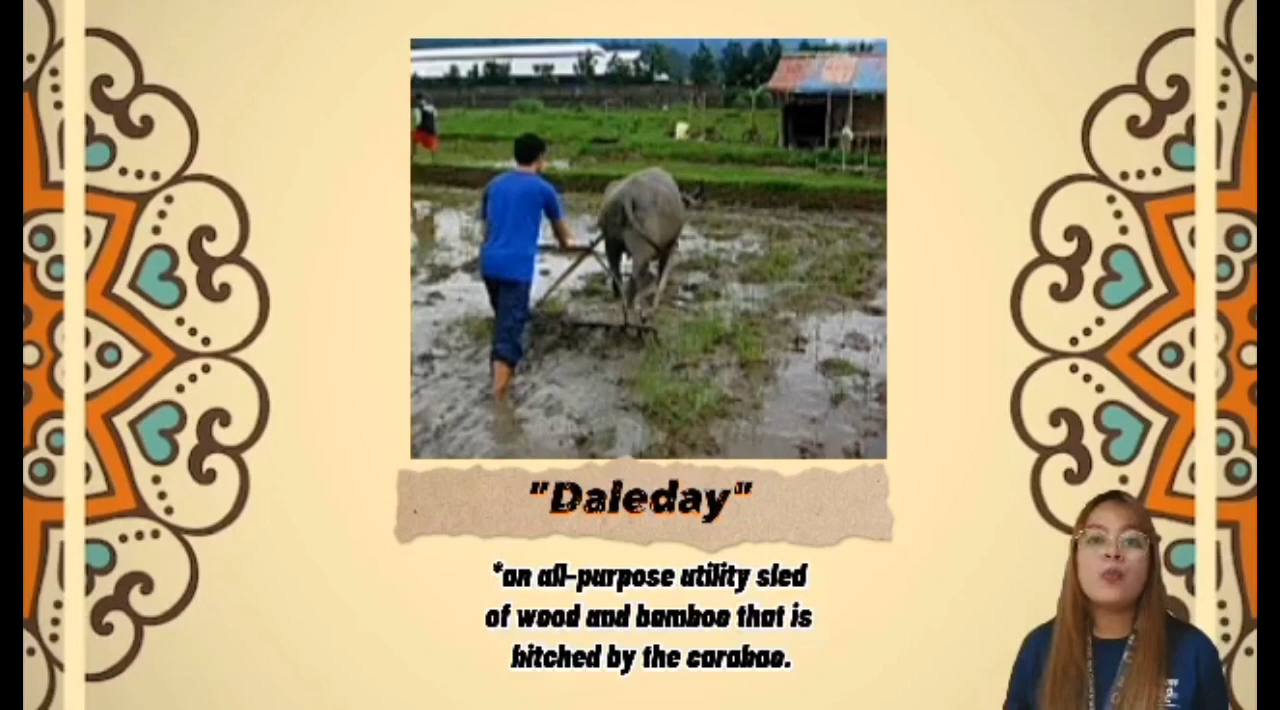 "Daleday"
*an all-purpose utility sled
of wood and bamboo that is
hitched by the carabao.